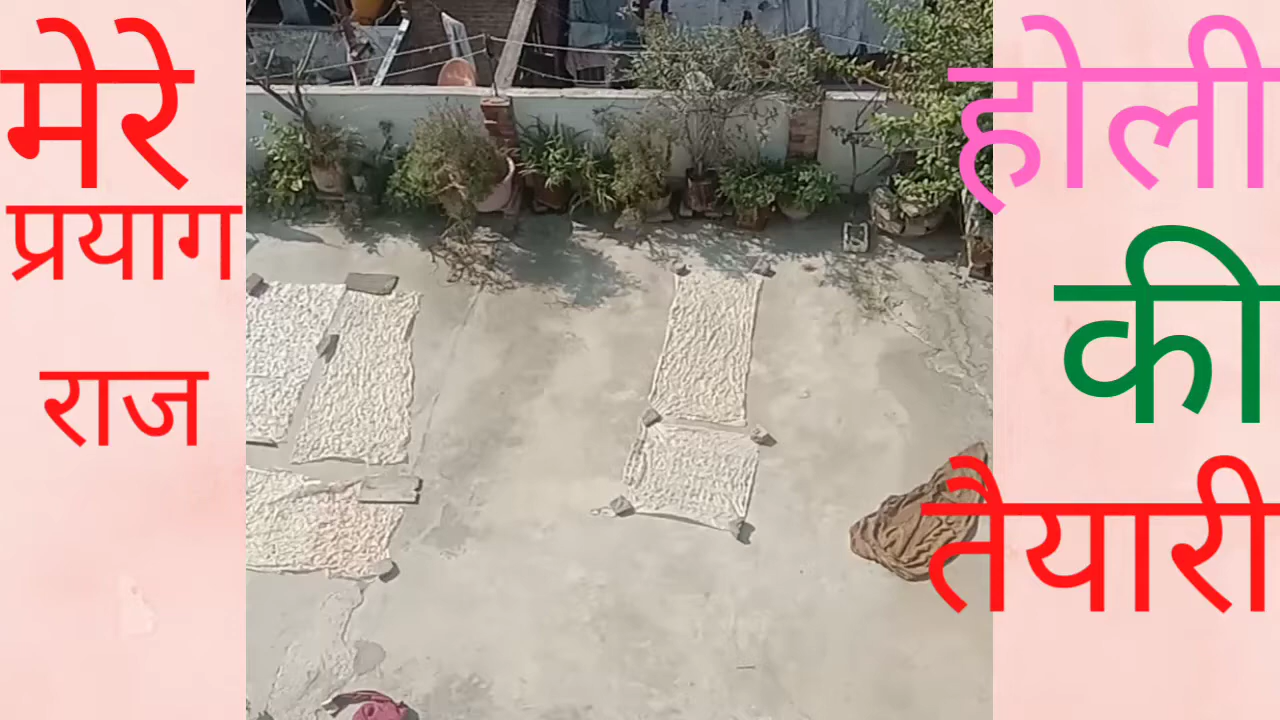 मेरे
प्रयाग
राज
होली
की
तैयारी